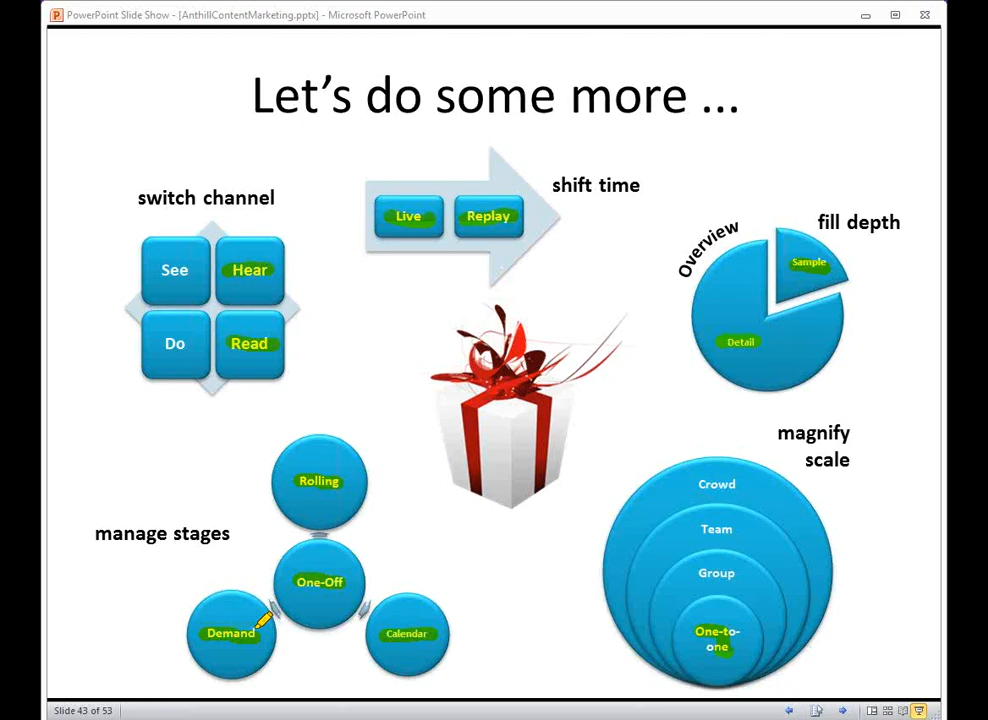 PowerPoint Slide Show - [AnthillContentMarketing.pptx] - Microsoft PowerPoint
Let's do some more ...
switch channel
See
Hear
Do
Read
Live
Replay
shift time
fill depth
Overview
Sample
Detail
manage stages
Rolling
One-Off
Demand
Calendar
magnify
scale
Crowd
Team
Group
One-to-
one
Slide 43 of 53